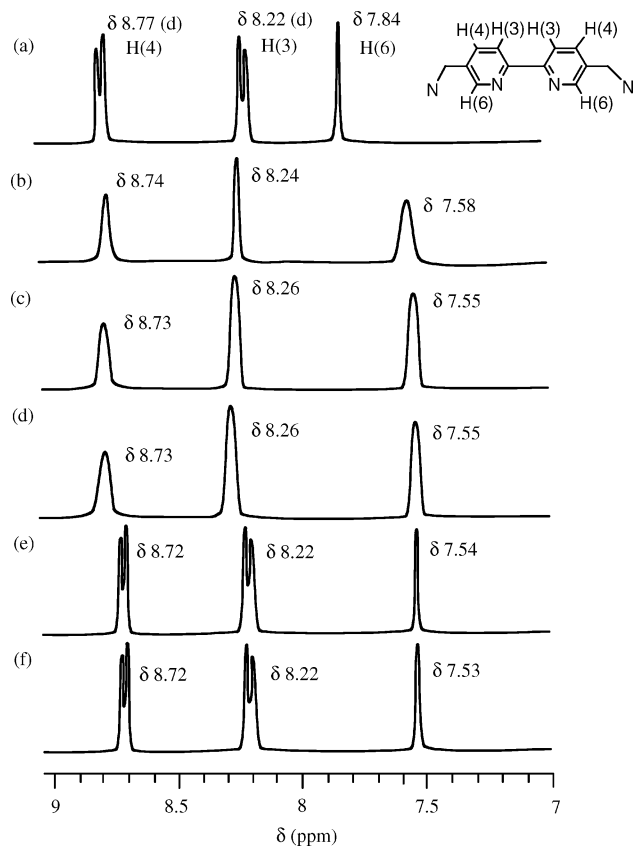 (a)
δ 8.77 (d)
H(4)
δ 8.22 (d)
H(3)
δ 7.84
H(6)
H(4) H(3) H(3) H(4)
N N N N
H(6) H(6)
(b)
δ 8.74
δ 8.24
δ 7.58
(c)
δ 8.73
δ 8.26
δ 7.55
(d)
δ 8.73
δ 8.26
δ 7.55
(e)
δ 8.72
δ 8.22
δ 7.54
(f)
δ 8.72
δ 8.22
δ 7.53
9 8.5 8 7.5 7
δ (ppm)